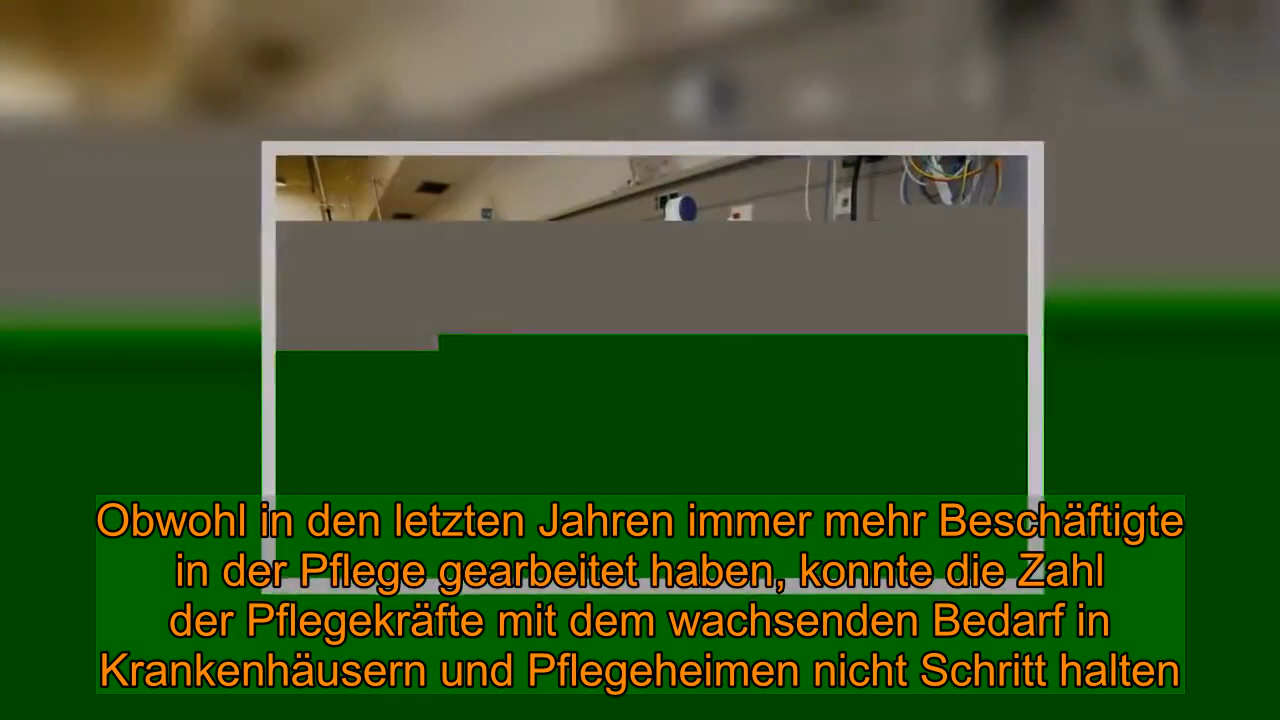 Obwohl in den letzten Jahren immer mehr Beschäftigte
in der Pflege gearbeitet haben, konnte die Zahl
der Pflegekräfte mit dem wachsenden Bedarf in
Krankenhäusern und Pflegeheimen nicht Schritt halten